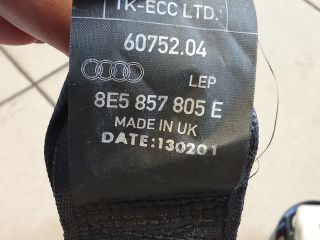 TK-ECC LTD.
60752.04
LEP
8E5 857 805 E
MADE IN UK
DATE:130201